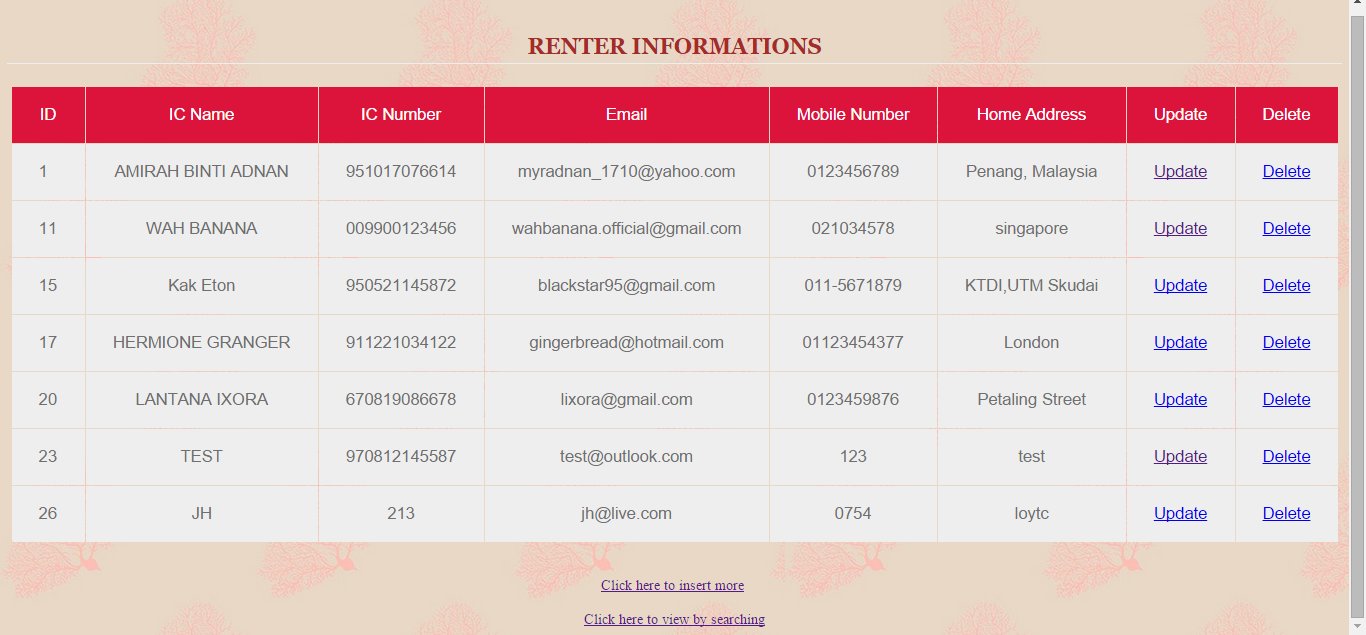 RENTER INFORMATIONS
ID IC Name IC Number Email Mobile Number Home Address Update Delete
1 AMIRAH BINTI ADNAN 951017076614 myradnan_1710@yahoo.com 0123456789 Penang, Malaysia Update Delete
11 WAH BANANA 009900123456 wahbanana.official@gmail.com 021034578 singapore Update Delete
15 Kak Eton 950521145872 blackstar95@gmail.com 011-5671879 KTDI,UTM Skudai Update Delete
17 HERMIONE GRANGER 911221034122 gingerbread@hotmail.com 01123454377 London Update Delete
20 LANTANA IXORA 670819086678 lixora@gmail.com 0123459876 Petaling Street Update Delete
23 TEST 970812145587 test@outlook.com 123 test Update Delete
26 JH 213 jh@live.com 0754 loytc Update Delete
Click here to insert more
Click here to view by searching